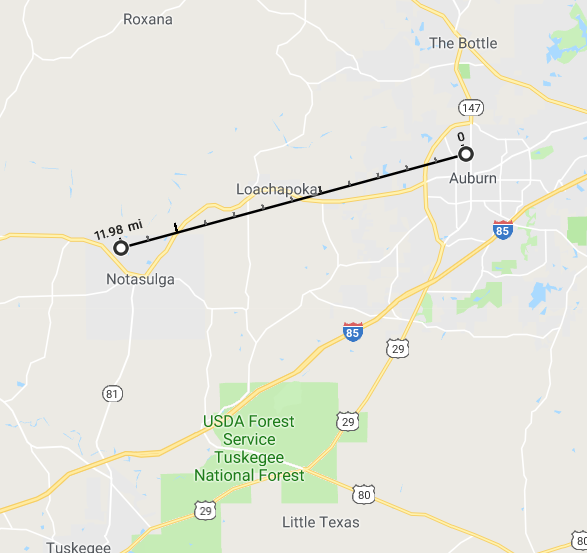 Roxana
The Bottle
147
0
Auburn
Loachapoka
11.98 mi
85
Notasulga
85
29
81
29
USDA Forest
Service
Tuskegee
National Forest
80
29
Little Texas
80
Tuskegee